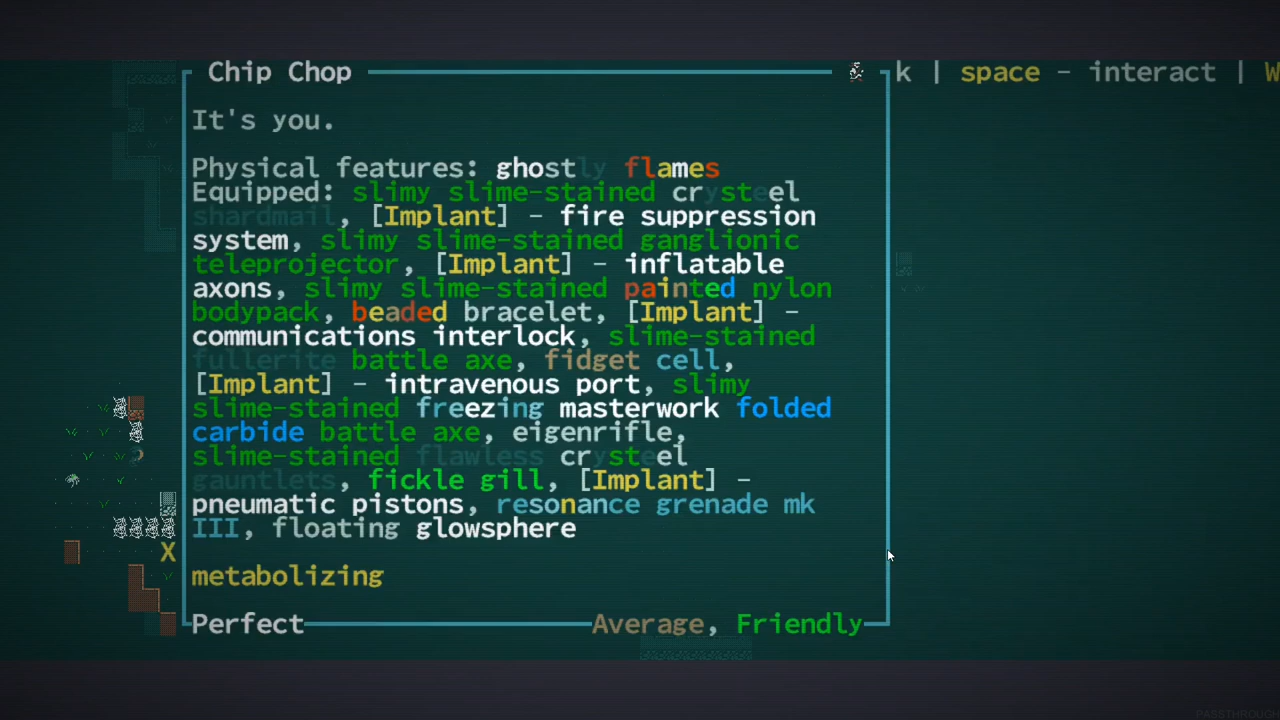 Chip Chop
k | space - interact | W
It's you.
Physical features: ghostly flames
Equipped: slimy slime-stained crysteel
shardmail, [Implant] - fire suppression
system, slimy slime-stained ganglionic
teleprojector, [Implant] - inflatable
axons, slimy slime-stained painted nylon
bodypack, beaded bracelet, [Implant] -
communications interlock, slime-stained
fullerite battle axe, fidget cell,
[Implant] - intravenous port, slimy
slime-stained freezing masterwork folded
carbide battle axe, eigenrifle,
slime-stained flawless crysteel
gauntlets, fickle gill, [Implant] -
pneumatic pistons, resonance grenade mk
III, floating glowsphere
X
metabolizing
Perfect
Average, Friendly